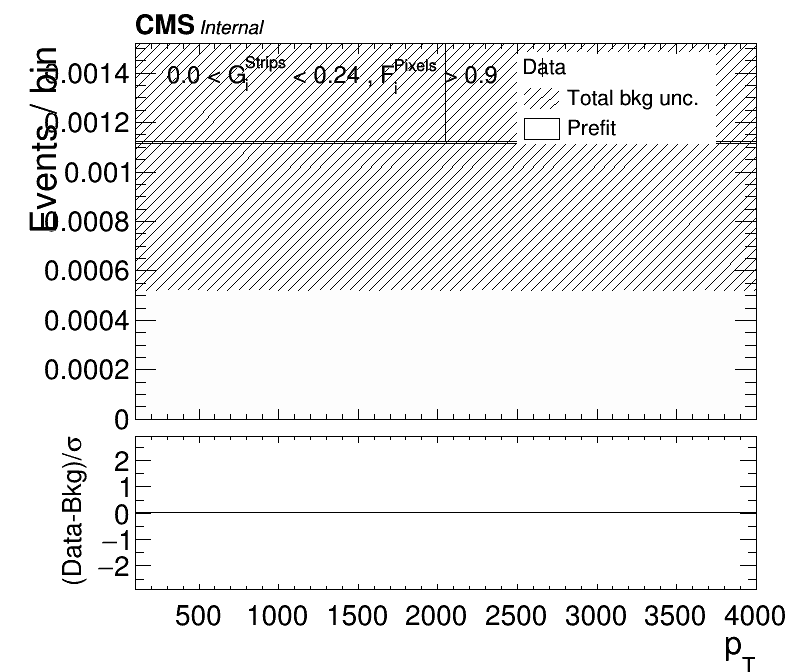 CMS Internal
Events / bin
0.0 < G_i^Strips < 0.24 , F_i^Pixels > 0.9
Data
Total bkg unc.
Prefit
0.0014
0.0012
0.001
0.0008
0.0006
0.0004
0.0002
0
(Data-Bkg)/σ
2
1
0
−1
−2
500 1000 1500 2000 2500 3000 3500 4000
p_T